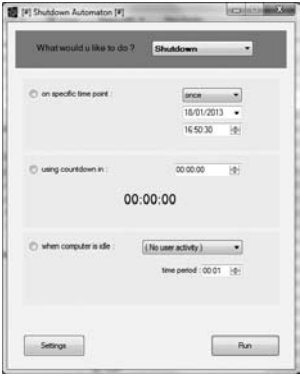 [#] Shutdown Automaton [#]
What would u like to do ? Shutdown
on specific time point : once
18/01/2013
16:50:30
using countdown in : 00:00:00
00:00:00
when computer is idle : ( No user activity )
time period : 00:01
Settings Run